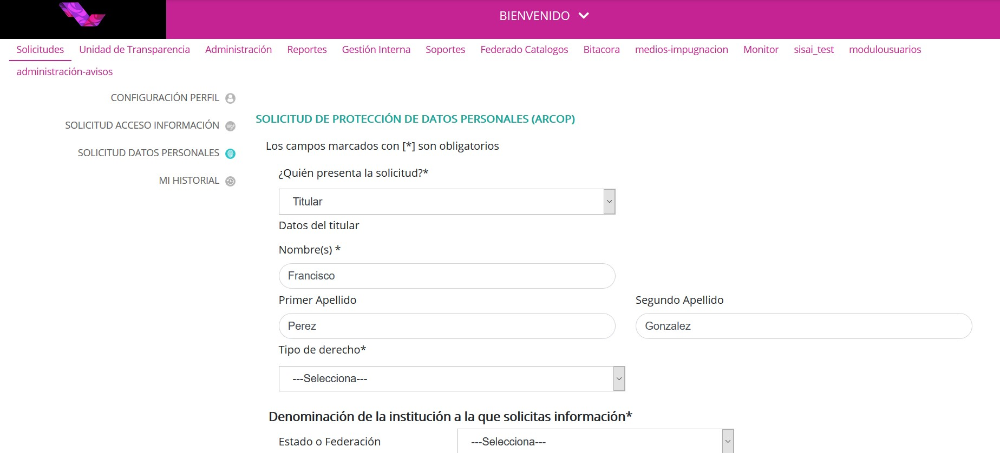 BIENVENIDO
Solicitudes Unidad de Transparencia Administración Reportes Gestión Interna Soportes Federado Catalogos Bitacora medios-impugnacion Monitor sisai_test modulousuarios
administración-avisos
CONFIGURACIÓN PERFIL
SOLICITUD ACCESO INFORMACIÓN
SOLICITUD DATOS PERSONALES
MI HISTORIAL
SOLICITUD DE PROTECCIÓN DE DATOS PERSONALES (ARCOP)
Los campos marcados con [*] son obligatorios
¿Quién presenta la solicitud?*
Titular
Datos del titular
Nombre(s) *
Francisco
Primer Apellido Segundo Apellido
Perez Gonzalez
Tipo de derecho*
---Selecciona---
Denominación de la institución a la que solicitas información*
Estado o Federación ---Selecciona---